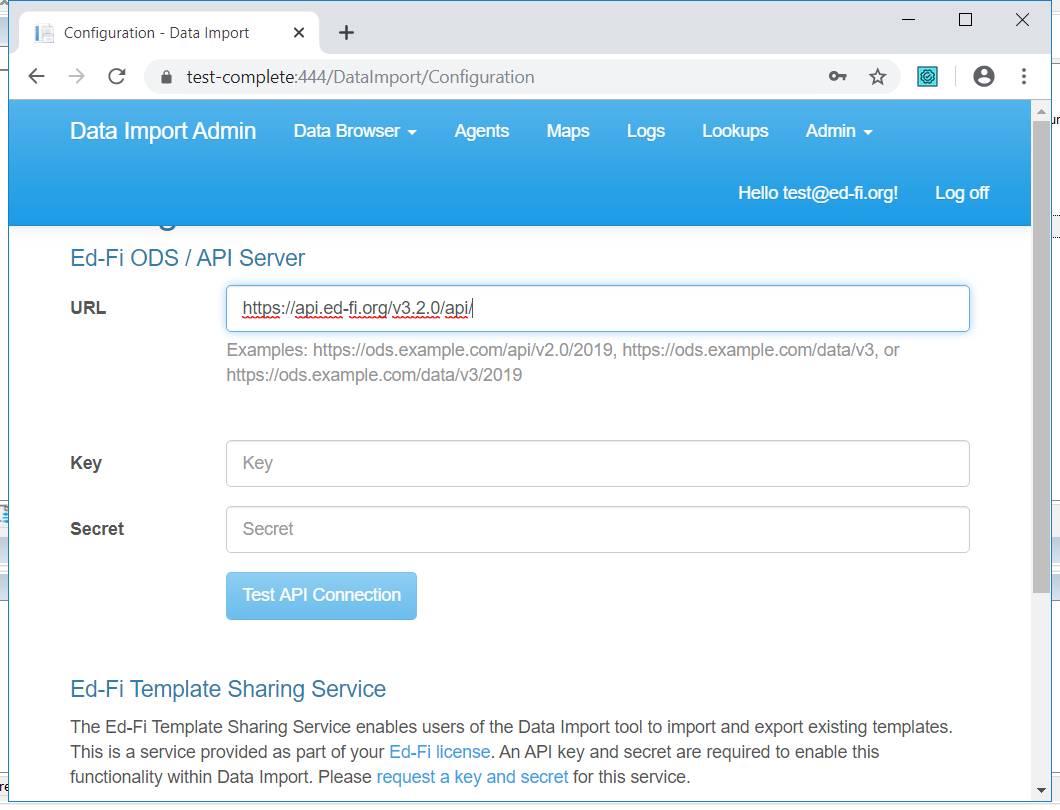 Configuration - Data Import
test-complete:444/DataImport/Configuration
Data Import Admin Data Browser Agents Maps Logs Lookups Admin
Hello test@ed-fi.org! Log off
Ed-Fi ODS / API Server
URL https://api.ed-fi.org/v3.2.0/api/
Examples: https://ods.example.com/api/v2.0/2019, https://ods.example.com/data/v3, or
https://ods.example.com/data/v3/2019
Key Key
Secret Secret
Test API Connection
Ed-Fi Template Sharing Service
The Ed-Fi Template Sharing Service enables users of the Data Import tool to import and export existing templates.
This is a service provided as part of your Ed-Fi license. An API key and secret are required to enable this
functionality within Data Import. Please request a key and secret for this service.